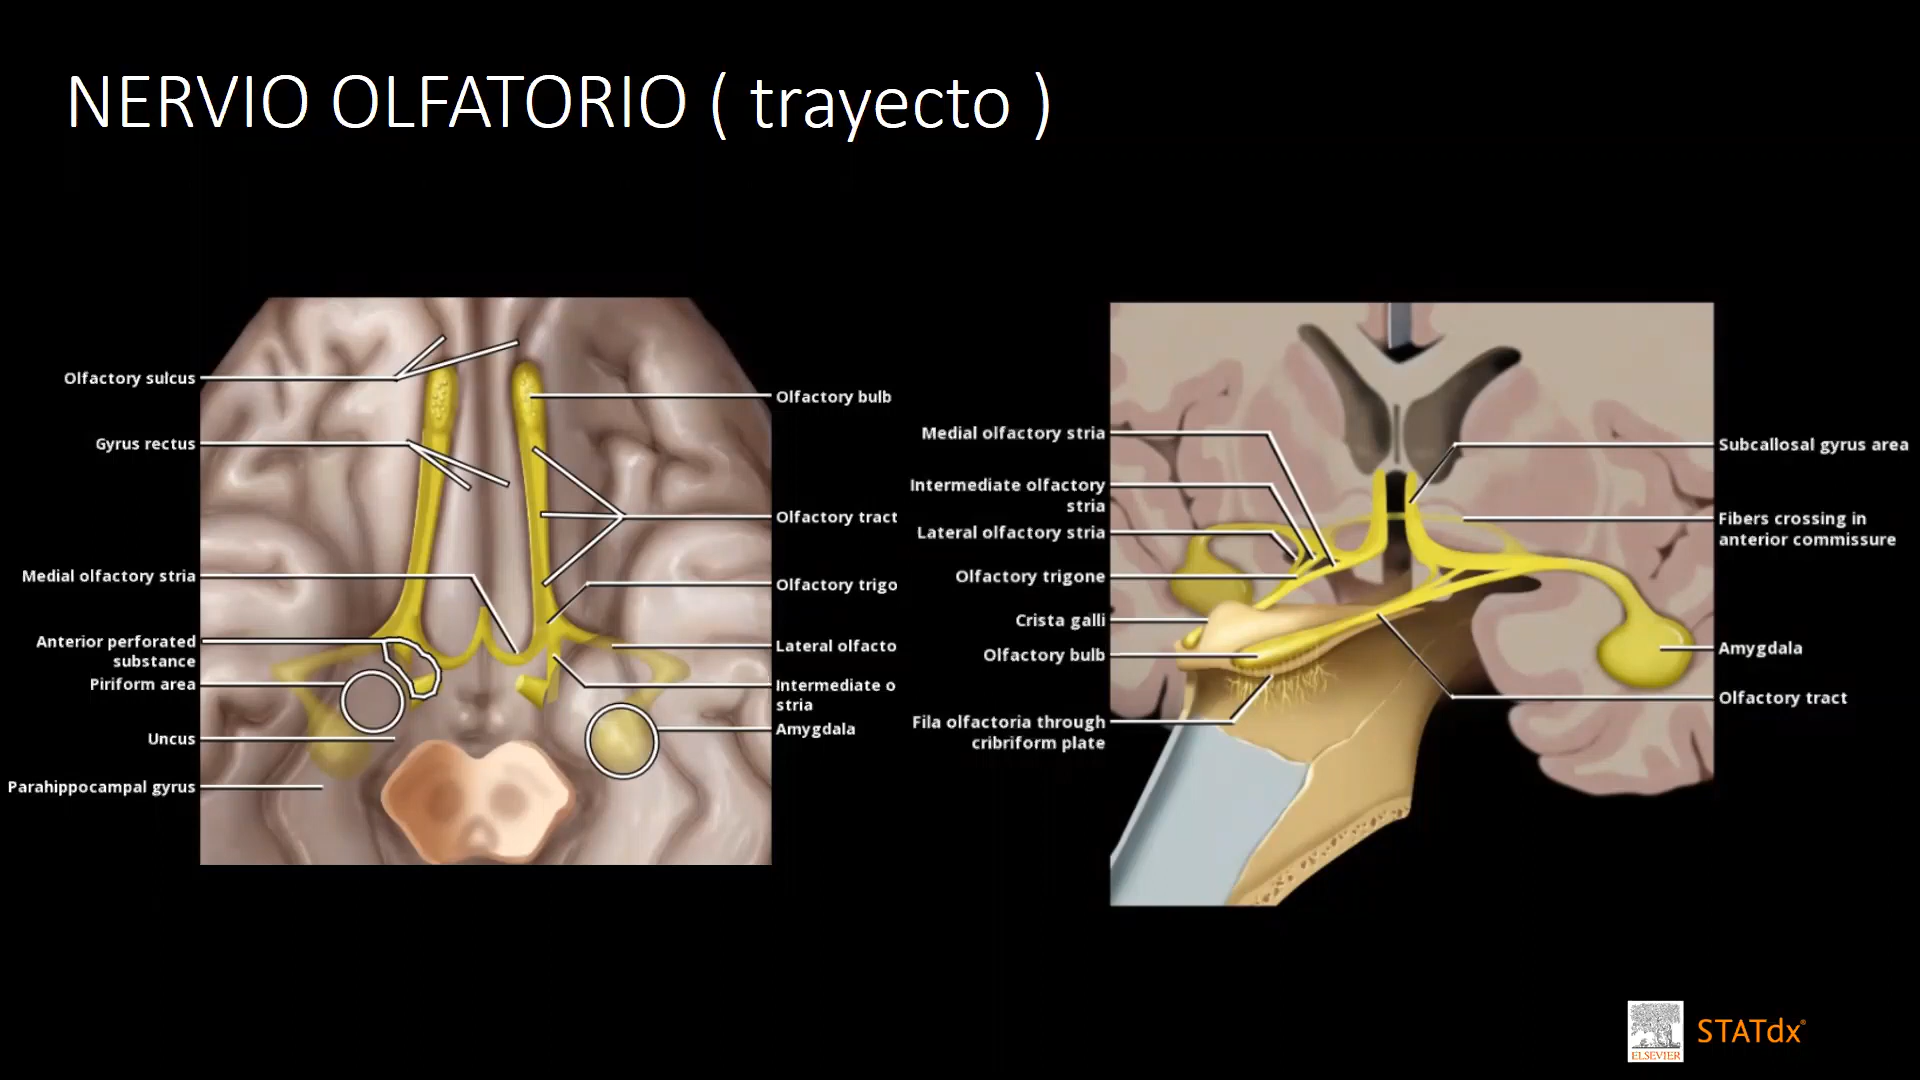 NERVIO OLFATORIO ( trayecto )
Olfactory sulcus
Gyrus rectus
Medial olfactory stria
Anterior perforated
substance
Piriform area
Uncus
Parahippocampal gyrus
Olfactory bulb
Olfactory tract
Olfactory trigo
Lateral olfacto
Intermediate o
stria
Amygdala
Medial olfactory stria
Intermediate olfactory
stria
Lateral olfactory stria
Olfactory trigone
Crista galli
Olfactory bulb
Fila olfactoria through
cribriform plate
Subcallosal gyrus area
Fibers crossing in
anterior commissure
Amygdala
Olfactory tract
ELSEVIER
STATdx®